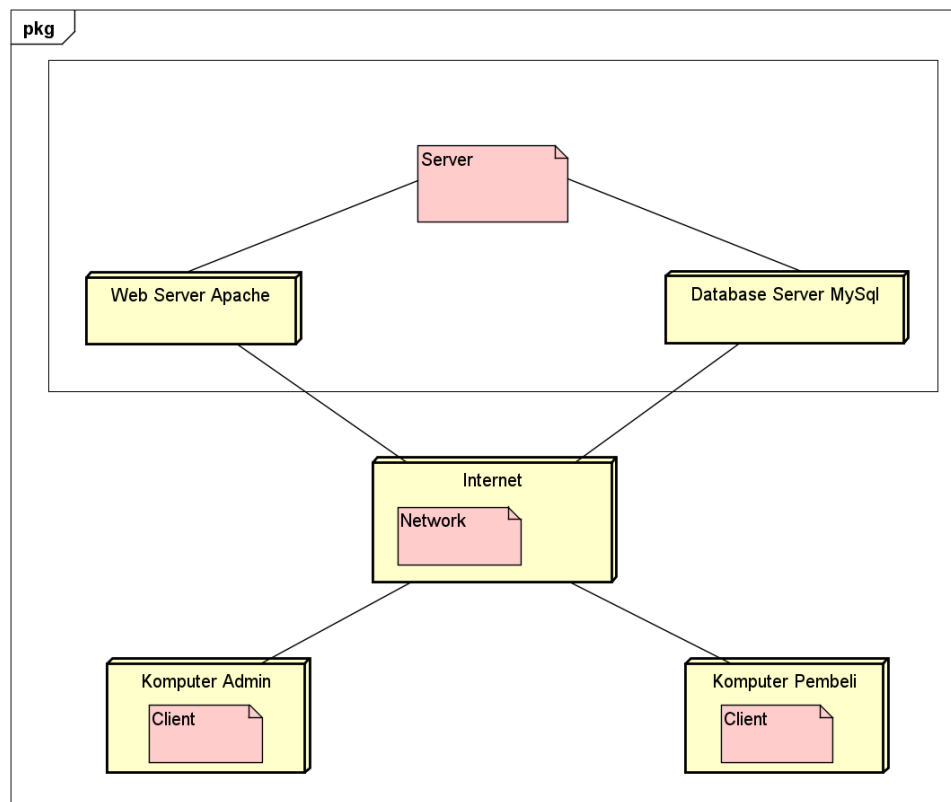 pkg
Server
Web Server Apache
Database Server MySql
Internet
Network
Komputer Admin
Client
Komputer Pembeli
Client